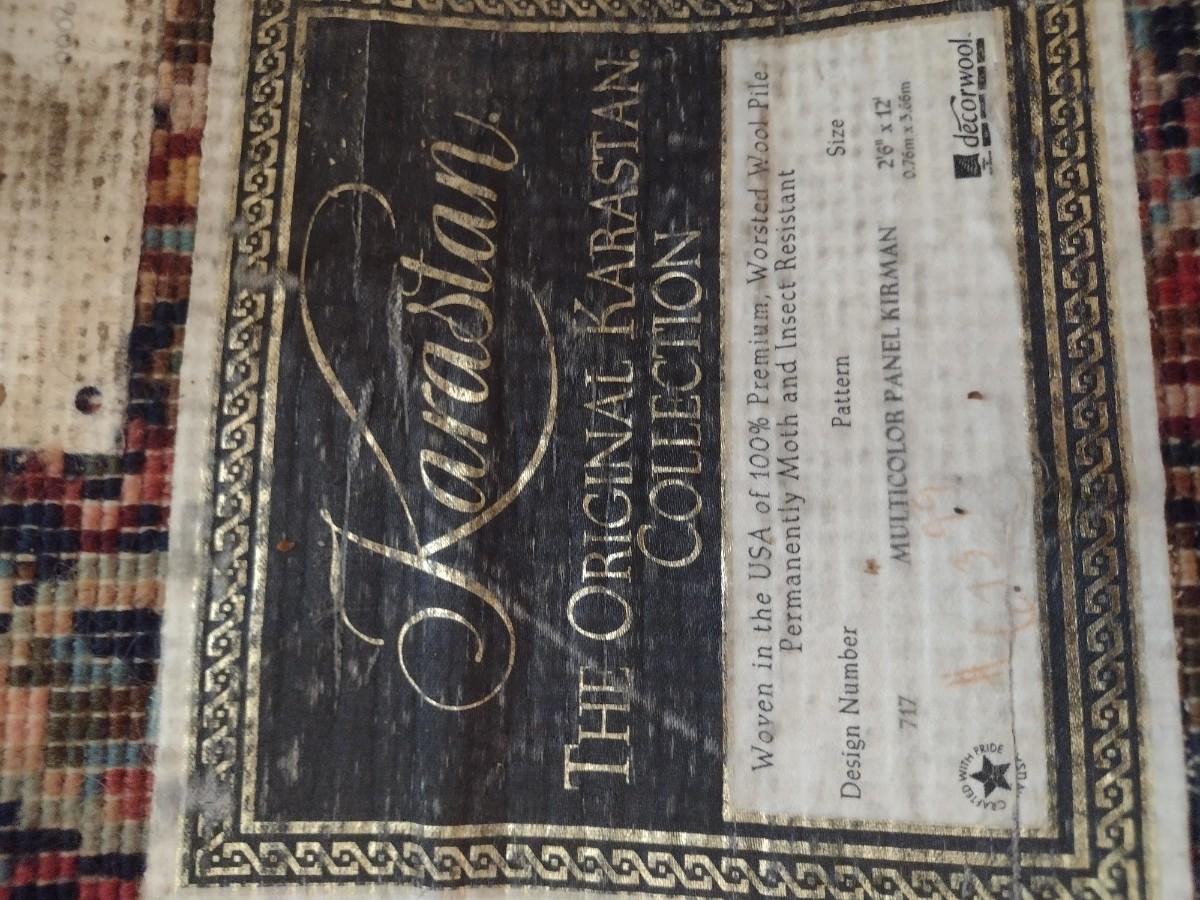 Karastan.
THE ORIGINAL KARASTAN.
COLLECTION
Woven in the USA of 100% Premium, Worsted Wool Pile.
Permanently Moth and Insect Resistant
Design Number Pattern Size
717 MULTICOLOR PANEL KIRMAN 2'6" x 12'
0.76m x 3.66m
CRAFTED WITH PRIDE
decorwool